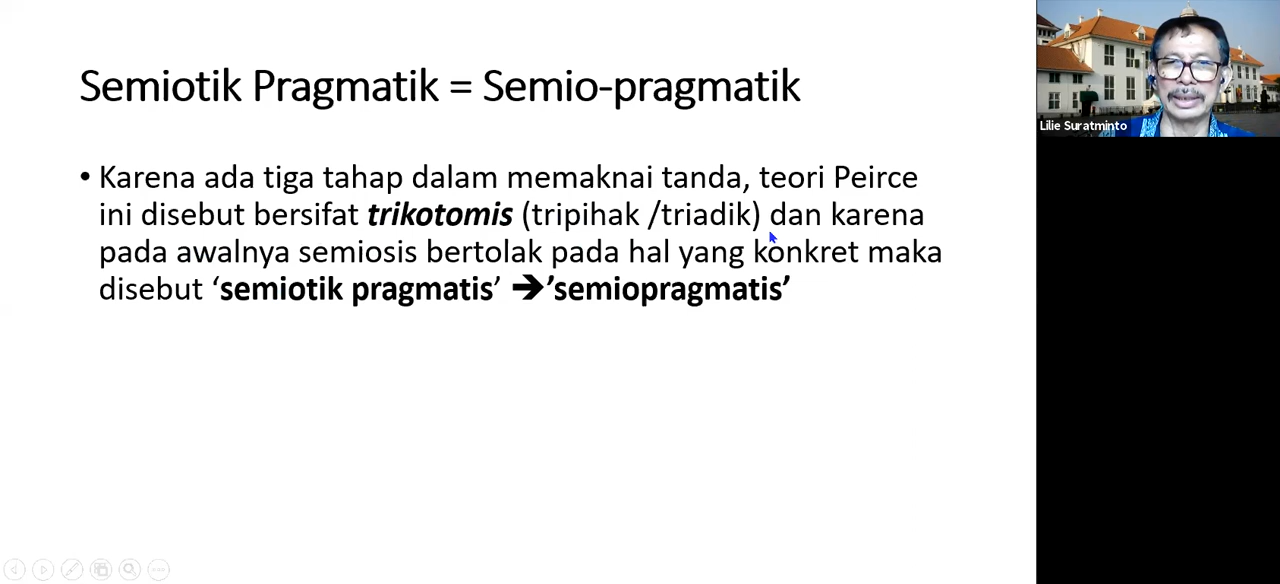 Semiotik Pragmatik = Semio-pragmatik
• Karena ada tiga tahap dalam memaknai tanda, teori Peirce
ini disebut bersifat trikotomis (tripihak /triadik) dan karena
pada awalnya semiosis bertolak pada hal yang konkret maka
disebut ‘semiotik pragmatis’ ➔’semiopragmatis’
Lilie Suratminto